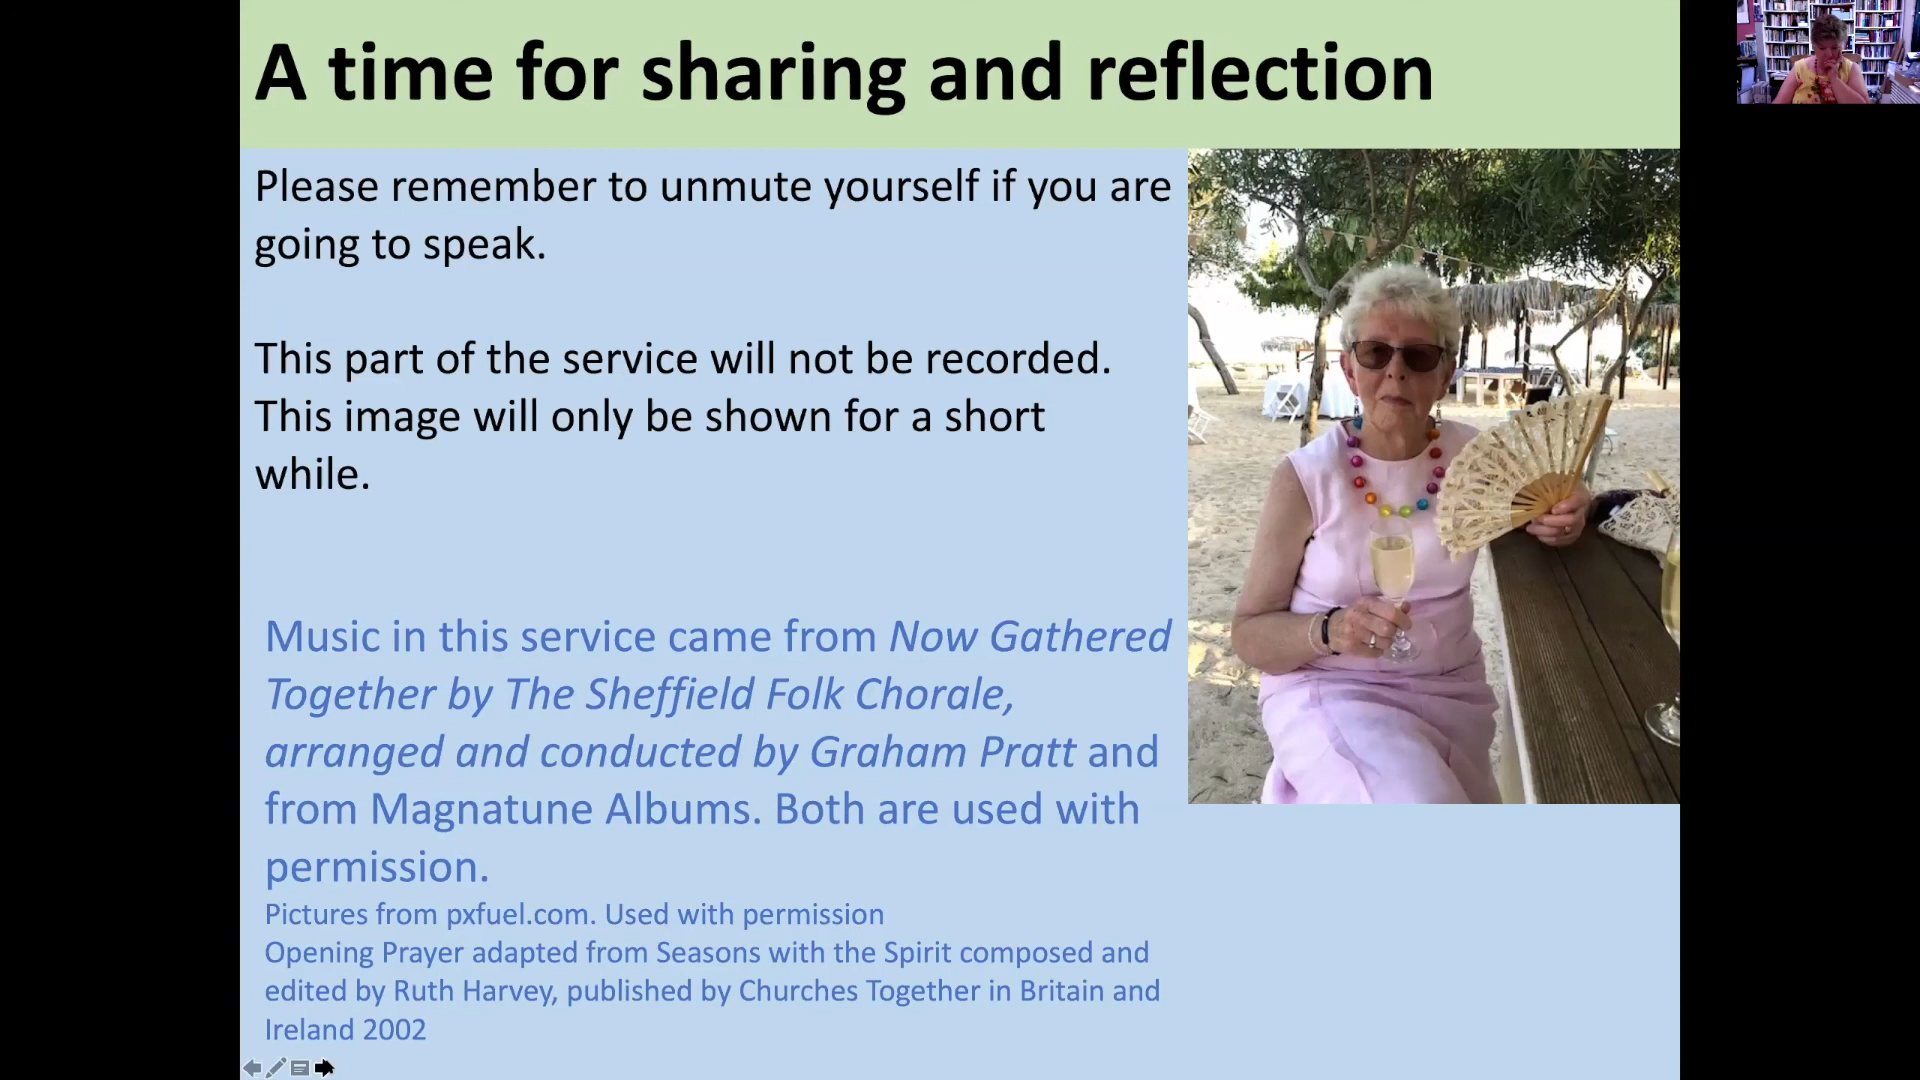 A time for sharing and reflection
Please remember to unmute yourself if you are
going to speak.
This part of the service will not be recorded.
This image will only be shown for a short
while.
Music in this service came from Now Gathered
Together by The Sheffield Folk Chorale,
arranged and conducted by Graham Pratt and
from Magnatune Albums. Both are used with
permission.
Pictures from pxfuel.com. Used with permission
Opening Prayer adapted from Seasons with the Spirit composed and
edited by Ruth Harvey, published by Churches Together in Britain and
Ireland 2002